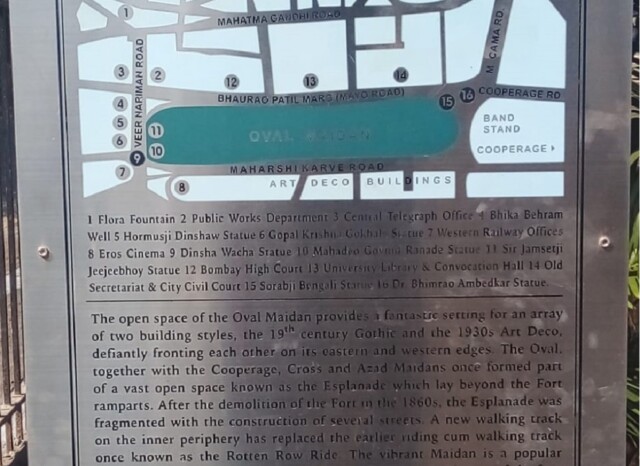 1
MAHATMA GANDHI ROAD
M. CAMA RD
VEER NARIMAN ROAD
3 2 12 13 14
BHAURAO PATIL MARG (MAYO ROAD)
15 16 COOPERAGE RD
4
5 11
6 10
OVAL MAIDAN
BAND
STAND
COOPERAGE
9
7
MAHARSHI KARVE ROAD
8
ART DECO BUILDINGS
1 Flora Fountain 2 Public Works Department 3 Central Telegraph Office 4 Bhika Behram
Well 5 Hormusji Dinshaw Statue 6 Gopal Krishna Gokhale Statue 7 Western Railway Offices
8 Eros Cinema 9 Dinsha Wacha Statue 10 Mahadeo Govind Ranade Statue 11 Sir Jamsetji
Jeejeebhoy Statue 12 Bombay High Court 13 University Library & Convocation Hall 14 Old
Secretariat & City Civil Court 15 Sorabji Bengali Statue 16 Dr. Bhimrao Ambedkar Statue.
The open space of the Oval Maidan provides a fantastic setting for an array
of two building styles, the 19th century Gothic and the 1930s Art Deco,
defiantly fronting each other on its eastern and western edges. The Oval,
together with the Cooperage, Cross and Azad Maidans once formed part
of a vast open space known as the Esplanade which lay beyond the Fort
ramparts. After the demolition of the Fort in the 1860s, the Esplanade was
fragmented with the construction of several streets. A new walking track
on the inner periphery has replaced the earlier riding cum walking track
once known as the Rotten Row Ride. The vibrant Maidan is a popular